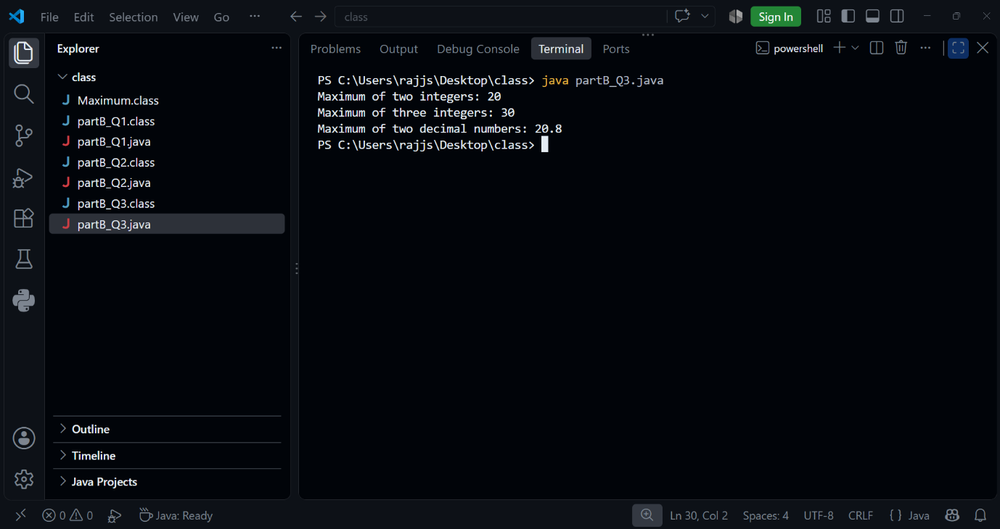 File Edit Selection View Go ···
class
Sign In
Explorer ···
class
Maximum.class
partB_Q1.class
partB_Q1.java
partB_Q2.class
partB_Q2.java
partB_Q3.class
partB_Q3.java
Outline
Timeline
Java Projects
Problems Output Debug Console Terminal Ports
powershell
PS C:\Users\rajjs\Desktop\class> java partB_Q3.java
Maximum of two integers: 20
Maximum of three integers: 30
Maximum of two decimal numbers: 20.8
PS C:\Users\rajjs\Desktop\class>
0 0 Java: Ready
Ln 30, Col 2 Spaces: 4 UTF-8 CRLF { } Java